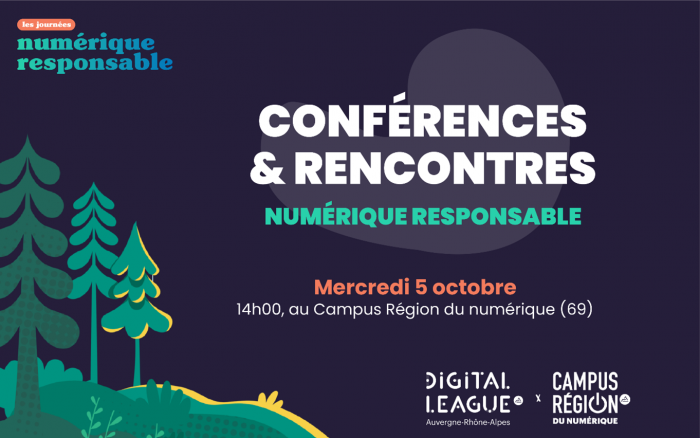 les journées
numérique
responsable
CONFÉRENCES
& RENCONTRES
NUMÉRIQUE RESPONSABLE
Mercredi 5 octobre
14h00, au Campus Région du numérique (69)
DIGITAL
LEAGUE
Auvergne-Rhône-Alpes
x
CAMPUS
RÉGION
DU NUMÉRIQUE